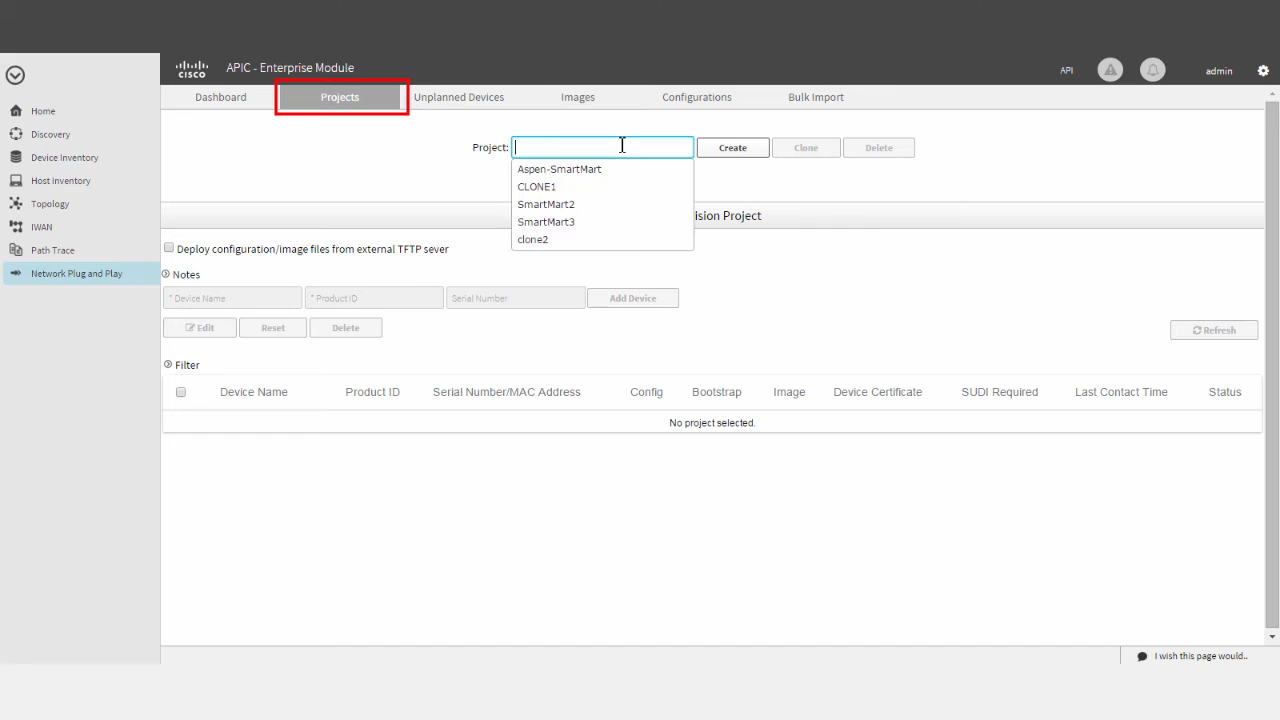 CISCO
APIC - Enterprise Module
API
admin
Home
Discovery
Device Inventory
Host Inventory
Topology
IWAN
Path Trace
Network Plug and Play
Dashboard
Projects
Unplanned Devices
Images
Configurations
Bulk Import
Project:
Create
Clone
Delete
Aspen-SmartMart
CLONE1
SmartMart2
SmartMart3
clone2
ision Project
Deploy configuration/image files from external TFTP sever
Notes
* Device Name
* Product ID
Serial Number
Add Device
Edit
Reset
Delete
Refresh
Filter
Device Name
Product ID
Serial Number/MAC Address
Config
Bootstrap
Image
Device Certificate
SUDI Required
Last Contact Time
Status
No project selected.
I wish this page would..